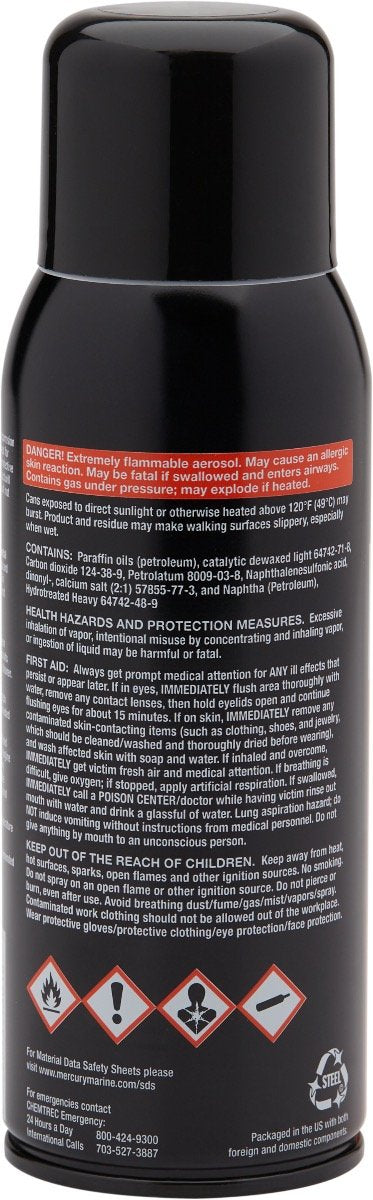 DANGER! Extremely flammable aerosol. May cause an allergic
skin reaction. May be fatal if swallowed and enters airways.
Contains gas under pressure; may explode if heated.
Cans exposed to direct sunlight or otherwise heated above 120°F (49°C) may
burst. Product and residue may make walking surfaces slippery, especially
when wet.
CONTAINS: Paraffin oils (petroleum), catalytic dewaxed light 64742-71-8,
Carbon dioxide 124-38-9, Petrolatum 8009-03-8, Naphthalenesulfonic acid,
dinonyl-, calcium salt (2:1) 57855-77-3, and Naphtha (Petroleum),
Hydrotreated Heavy 64742-48-9
HEALTH HAZARDS AND PROTECTION MEASURES. Excessive
inhalation of vapor, intentional misuse by concentrating and inhaling vapor,
or ingestion of liquid may be harmful or fatal.
FIRST AID: Always get prompt medical attention for ANY ill effects that
persist or appear later. If in eyes, IMMEDIATELY flush area thoroughly with
water, remove any contact lenses, then hold eyelids open and continue
flushing eyes for about 15 minutes. If on skin, IMMEDIATELY remove any
contaminated skin-contacting items (such as clothing, shoes, and jewelry,
which should be cleaned/washed and thoroughly dried before wearing),
and wash affected skin with soap and water. If inhaled and overcome,
IMMEDIATELY get victim fresh air and medical attention. If breathing is
difficult, give oxygen; if stopped, apply artificial respiration. If swallowed,
IMMEDIATELY call a POISON CENTER/doctor while having victim rinse out
mouth with water and drink a glassful of water. Lung aspiration hazard; do
NOT induce vomiting without instructions from medical personnel. Do not
give anything by mouth to an unconscious person.
KEEP OUT OF THE REACH OF CHILDREN. Keep away from heat,
hot surfaces, sparks, open flames and other ignition sources. No smoking.
Do not spray on an open flame or other ignition source. Do not pierce or
burn, even after use. Avoid breathing dust/fume/gas/mist/vapors/spray.
Contaminated work clothing should not be allowed out of the workplace.
Wear protective gloves/protective clothing/eye protection/face protection.
For Material Data Safety Sheets please
visit www.mercurymarine.com/sds
STEEL
For emergencies contact
CHEMTREC Emergency:
24 Hours a Day 800-424-9300
International Calls 703-527-3887
Packaged in the US with both
foreign and domestic components.